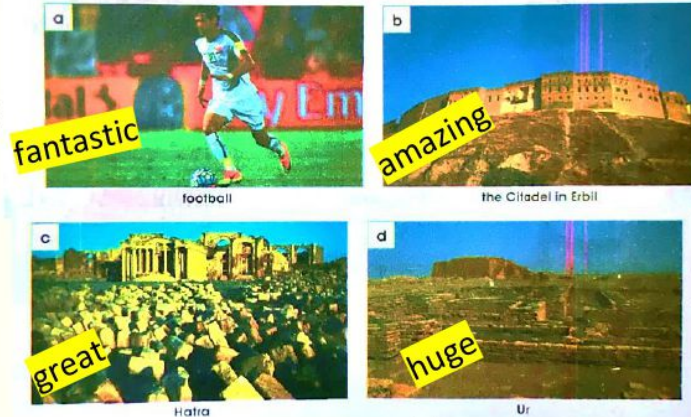 a
b
fantastic
amazing
football
the Citadel in Erbil
c
d
great
huge
Hatra
Ur